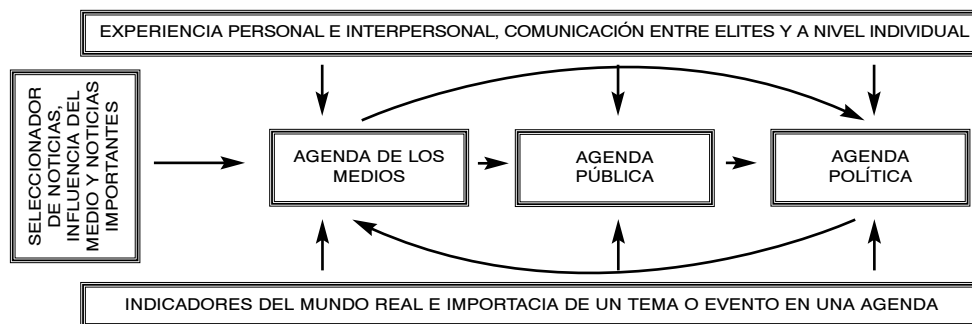 EXPERIENCIA PERSONAL E INTERPERSONAL, COMUNICACIÓN ENTRE ELITES Y A NIVEL INDIVIDUAL
SELECCIONADOR
DE NOTICIAS,
INFLUENCIA DEL
MEDIO Y NOTICIAS
IMPORTANTES
AGENDA DE LOS
MEDIOS
AGENDA
PÚBLICA
AGENDA
POLÍTICA
INDICADORES DEL MUNDO REAL E IMPORTACIA DE UN TEMA O EVENTO EN UNA AGENDA